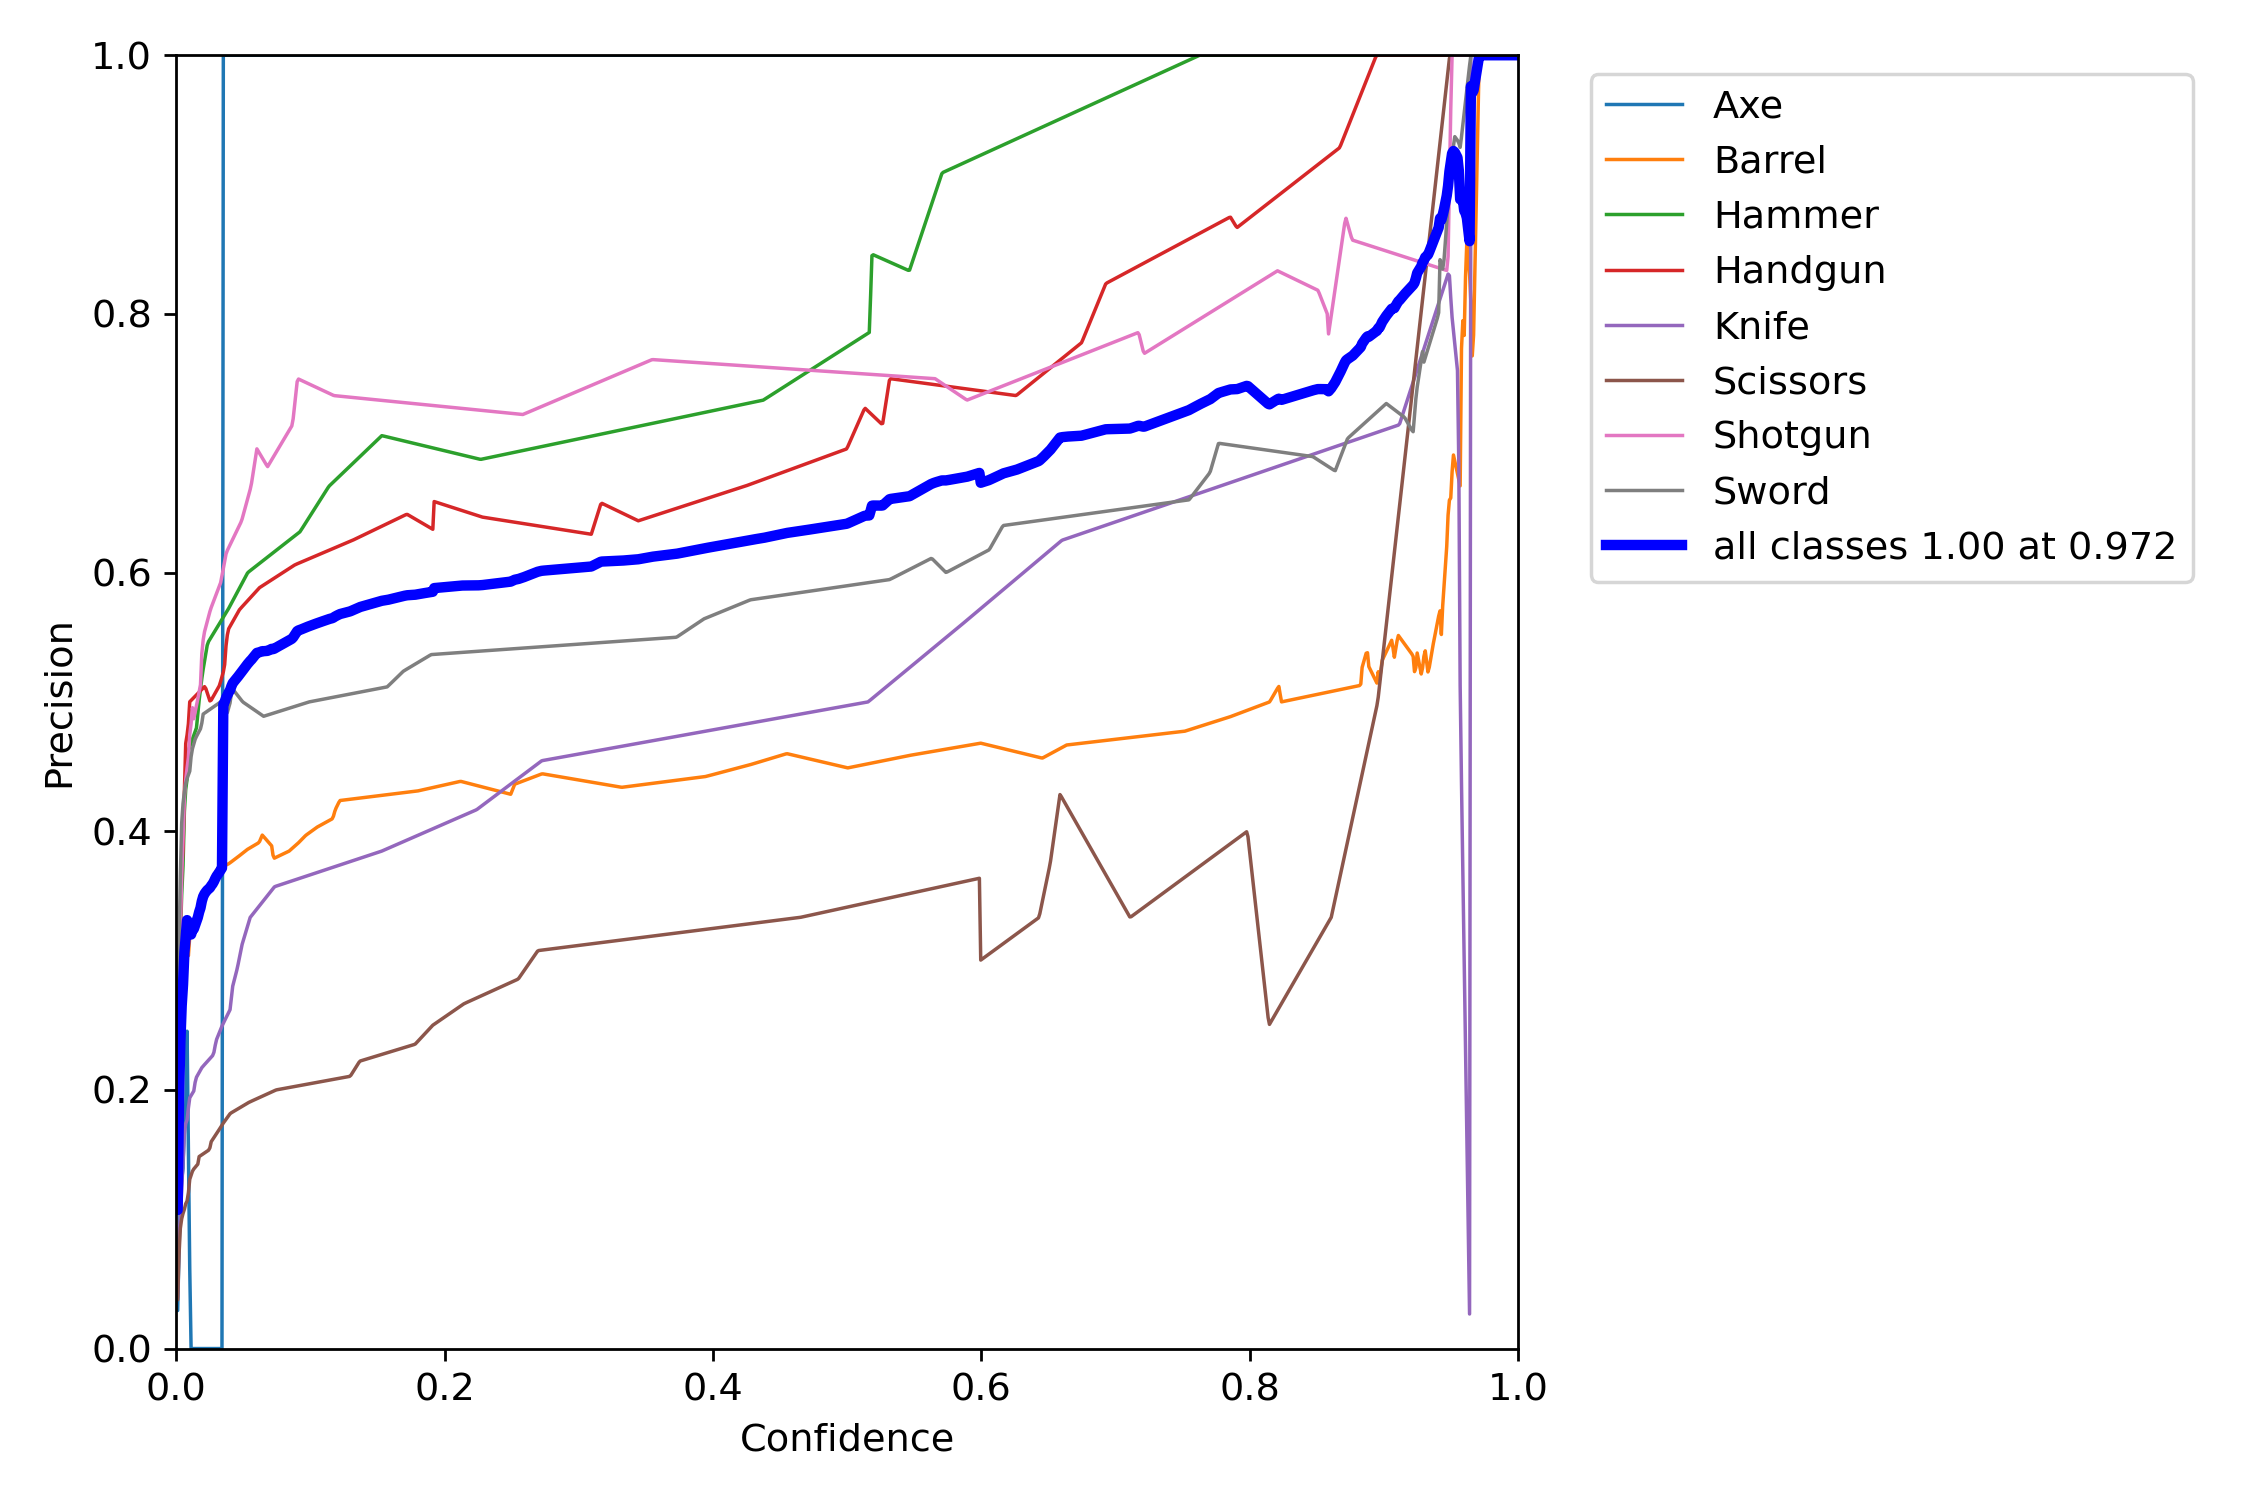 1.0
0.8
0.6
0.4
0.2
0.0
Precision
0.0 0.2 0.4 0.6 0.8 1.0
Confidence
Axe
Barrel
Hammer
Handgun
Knife
Scissors
Shotgun
Sword
all classes 1.00 at 0.972